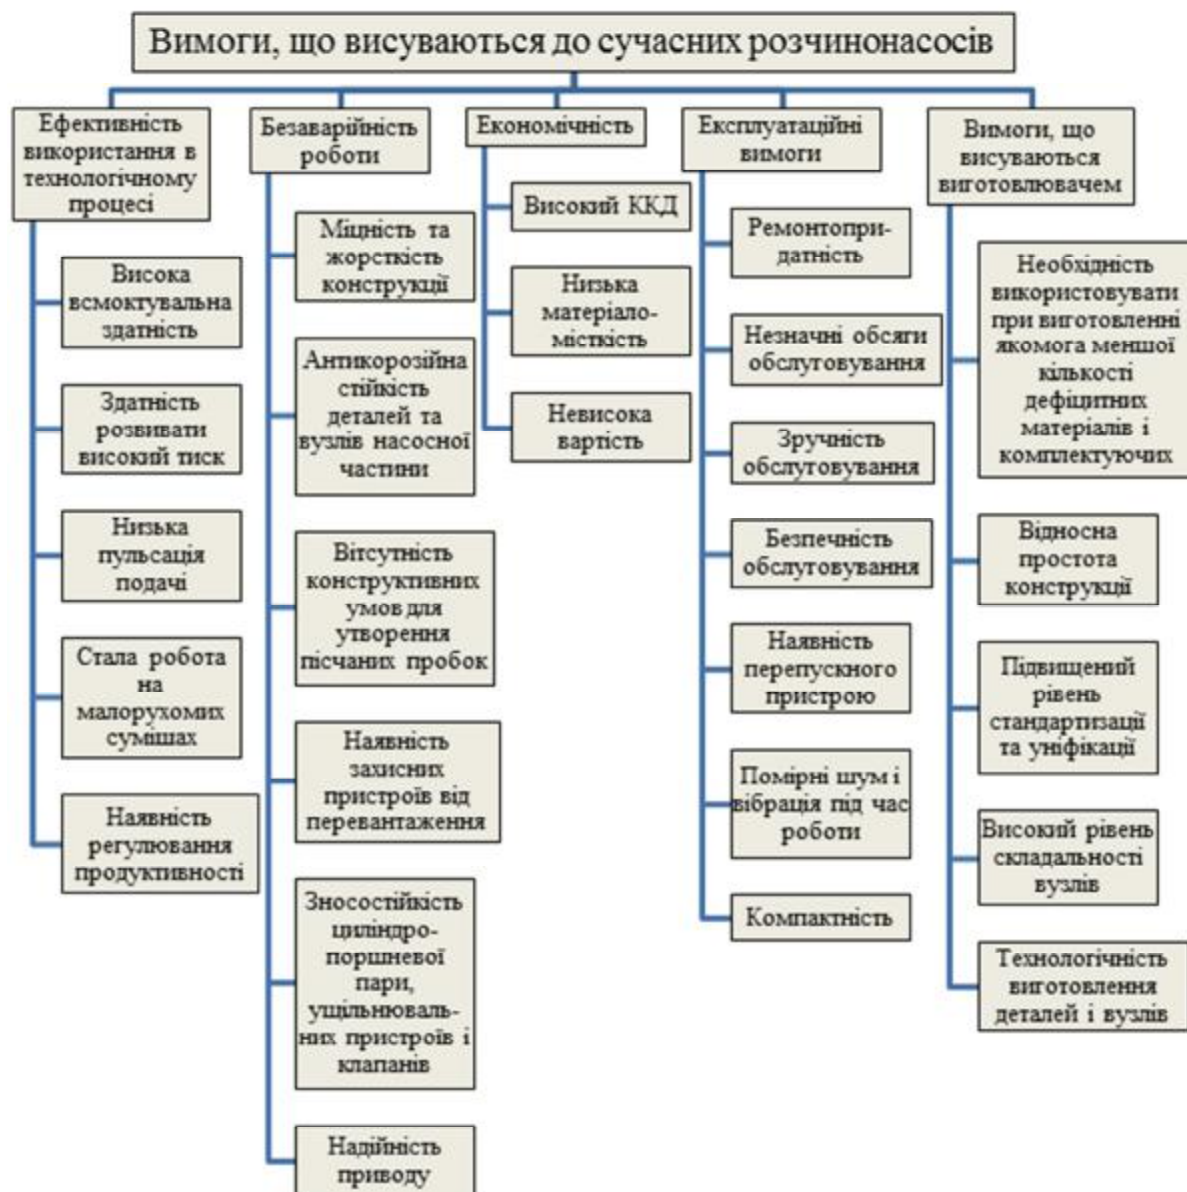 Вимоги, що висуваються до сучасних розчинонасосів
Ефективність
використання в
технологічному
процесі
Висока
всмоктувальна
здатність
Здатність
розвивати
високий тиск
Низька
пульсація
подачі
Стала робота
на
малорухомих
сумішах
Наявність
регулювання
продуктивності
Безаварійність
роботи
Міцність та
жорсткість
конструкції
Антикорозійна
стійкість
деталей та
вузлів насосної
частини
Вітсутність
конструктивних
умов для
утворення
пісчаних пробок
Наявність
захисних
пристроїв від
перевантаження
Зносостійкість
циліндро-
поршневої
пари,
ущільнюваль-
них пристроїв і
клапанів
Надійність
приводу
Економічність
Високий ККД
Низька
матеріало-
місткість
Невисока
вартість
Експлуатаційні
вимоги
Ремонтопри-
датність
Незначні обсяги
обслуговування
Зручність
обслуговування
Безпечність
обслуговування
Наявність
перепускного
пристрою
Помірні шум і
вібрація під час
роботи
Компактність
Вимоги, що
висуваються
виготовлювачем
Необхідність
використовувати
при виготовленні
якомога меншої
кількості
дефіцитних
матеріалів і
комплектуючих
Відносна
простота
конструкції
Підвищений
рівень
стандартизації
та уніфікації
Високий рівень
складальності
вузлів
Технологічність
виготовлення
деталей і вузлів